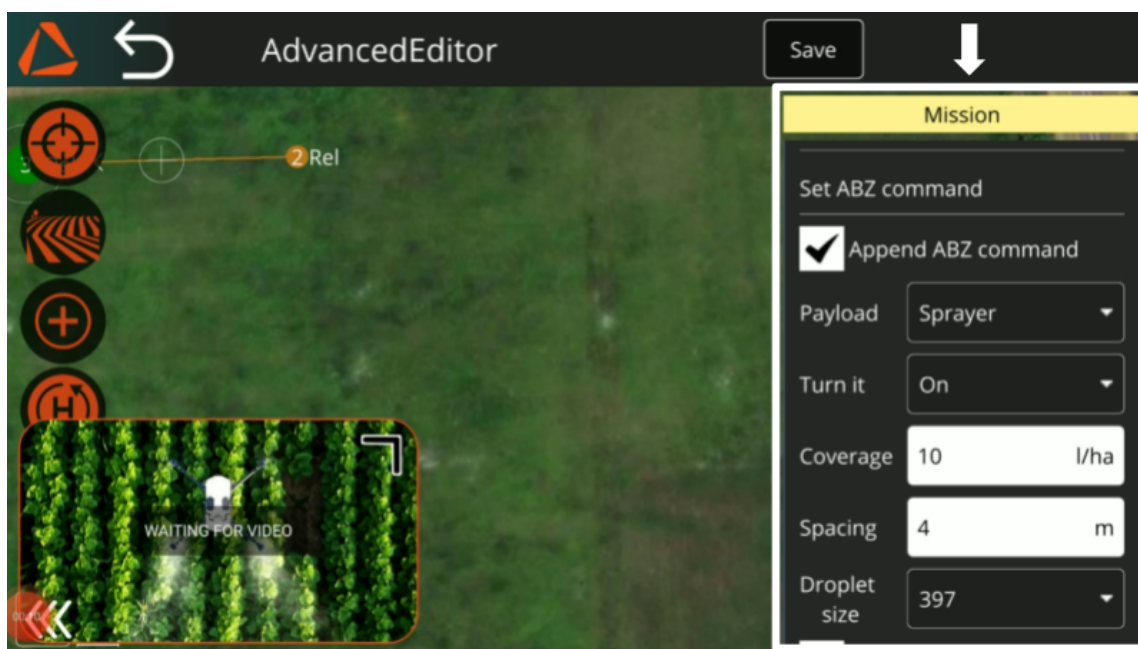 AdvancedEditor
Save
Mission
2 Rel
Set ABZ command
Append ABZ command
Payload Sprayer
Turn it On
Coverage 10 l/ha
Spacing 4 m
H
WAITING FOR VIDEO
Droplet
size 397